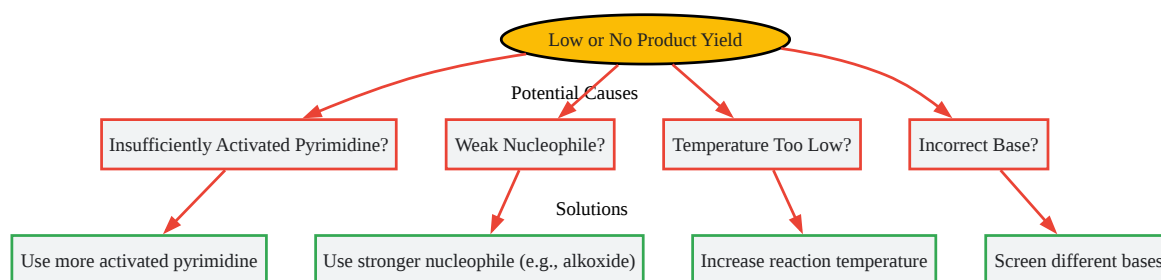 Low or No Product Yield
Potential Causes
Insufficiently Activated Pyrimidine?
Weak Nucleophile?
Temperature Too Low?
Incorrect Base?
Solutions
Use more activated pyrimidine
Use stronger nucleophile (e.g., alkoxide)
Increase reaction temperature
Screen different bases